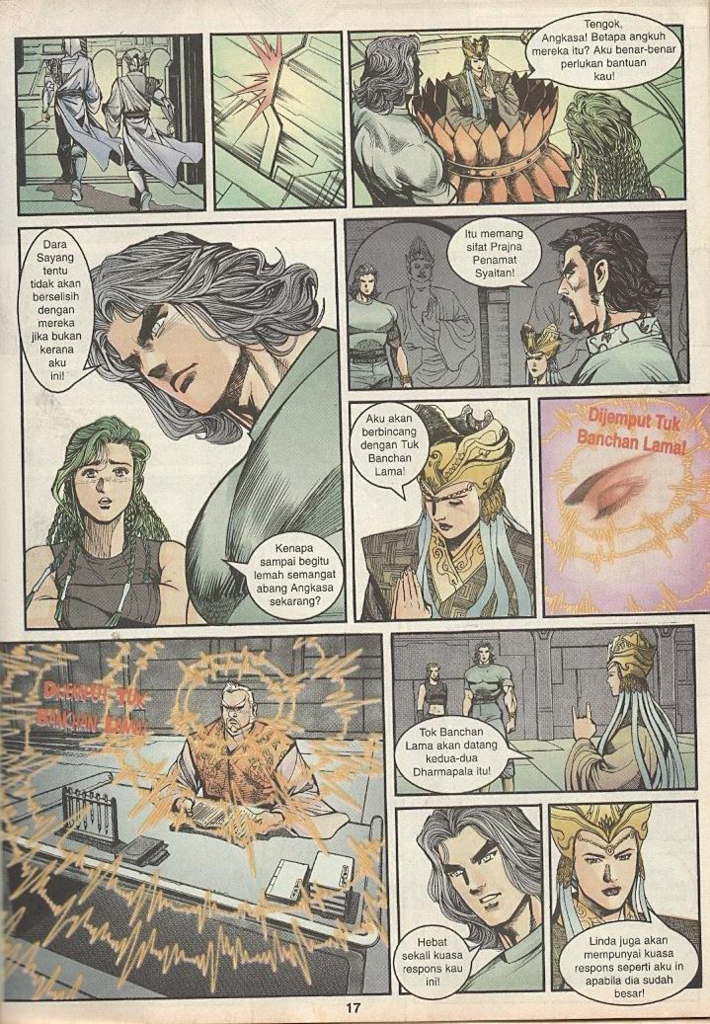 Tengok,
Angkasa! Betapa angkuh
mereka itu? Aku benar-benar
perlukan bantuan
kau!
Dara
Sayang
tentu
tidak akan
berselisih
dengan
mereka
jika bukan
kerana
aku
ini!
Kenapa
sampai begitu
lemah semangat
abang Angkasa
sekarang?
Itu memang
sifat Prajna
Penamat
Syaitan!
Aku akan
berbincang
dengan Tuk
Banchan
Lama!
Dijemput Tuk
Banchan Lama!
DIJEMPUT TUK
BANCHAN LAMA!
Tok Banchan
Lama akan datang
kedua-dua
Dharmapala itu!
Hebat
sekali kuasa
respons kau
ini!
Linda juga akan
mempunyai kuasa
respons seperti aku in
apabila dia sudah
besar!
17